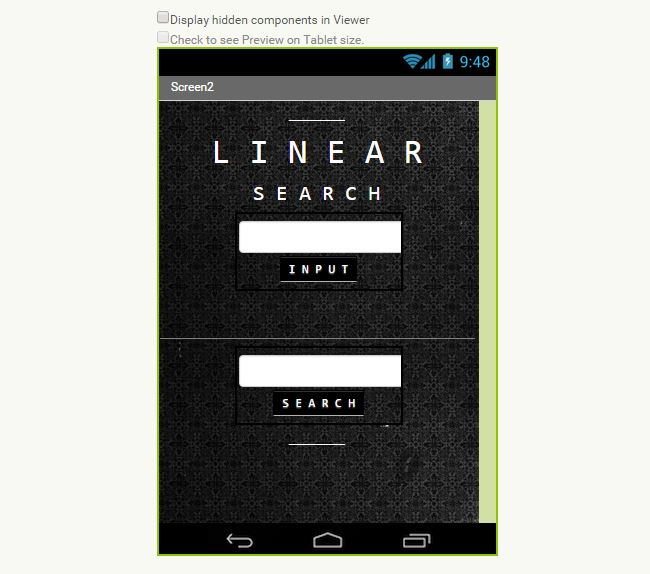 Display hidden components in Viewer
Check to see Preview on Tablet size.
9:48
Screen2
LINEAR
SEARCH
INPUT
SEARCH